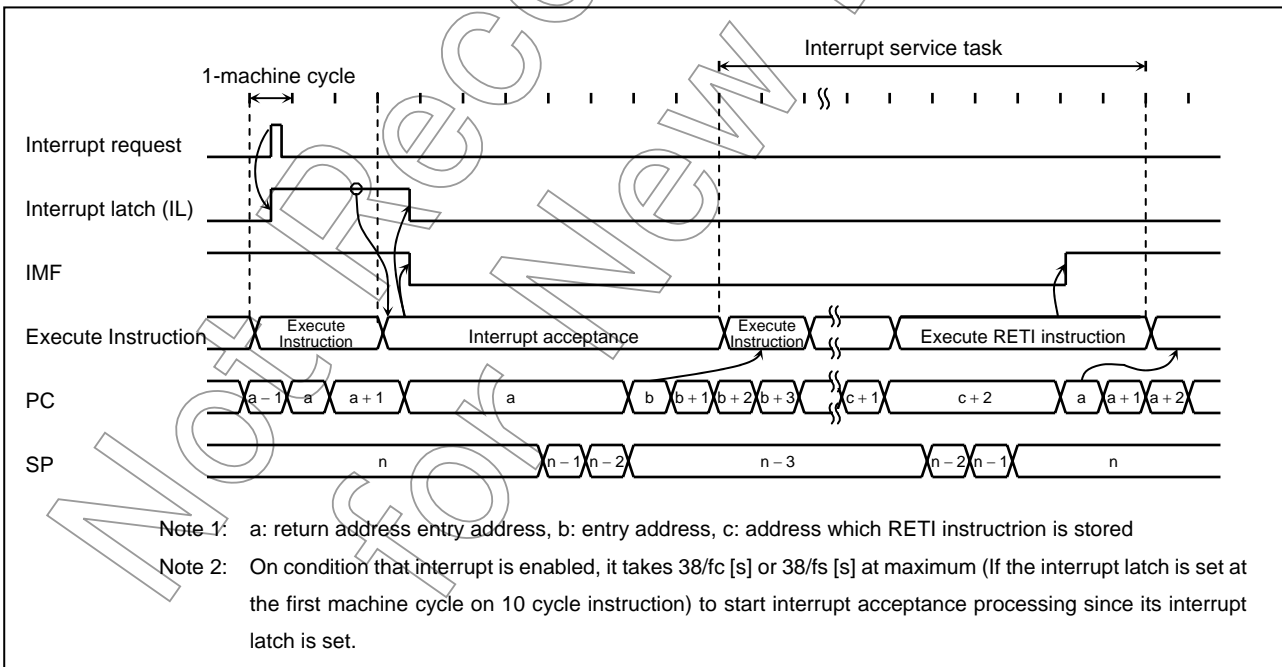 Interrupt service task
1-machine cycle
Interrupt request
Interrupt latch (IL)
IMF
Execute Instruction
Execute Instruction
Interrupt acceptance
Execute Instruction
Execute RETI instruction
PC
a − 1
a
a + 1
a
b
b + 1
b + 2
b + 3
c + 1
c + 2
a
a + 1
a + 2
SP
n
n − 1
n − 2
n − 3
n − 2
n − 1
n
Note 1: a: return address entry address, b: entry address, c: address which RETI instructrion is stored
Note 2: On condition that interrupt is enabled, it takes 38/fc [s] or 38/fs [s] at maximum (If the interrupt latch is set at
the first machine cycle on 10 cycle instruction) to start interrupt acceptance processing since its interrupt
latch is set.
Not Reco
for New